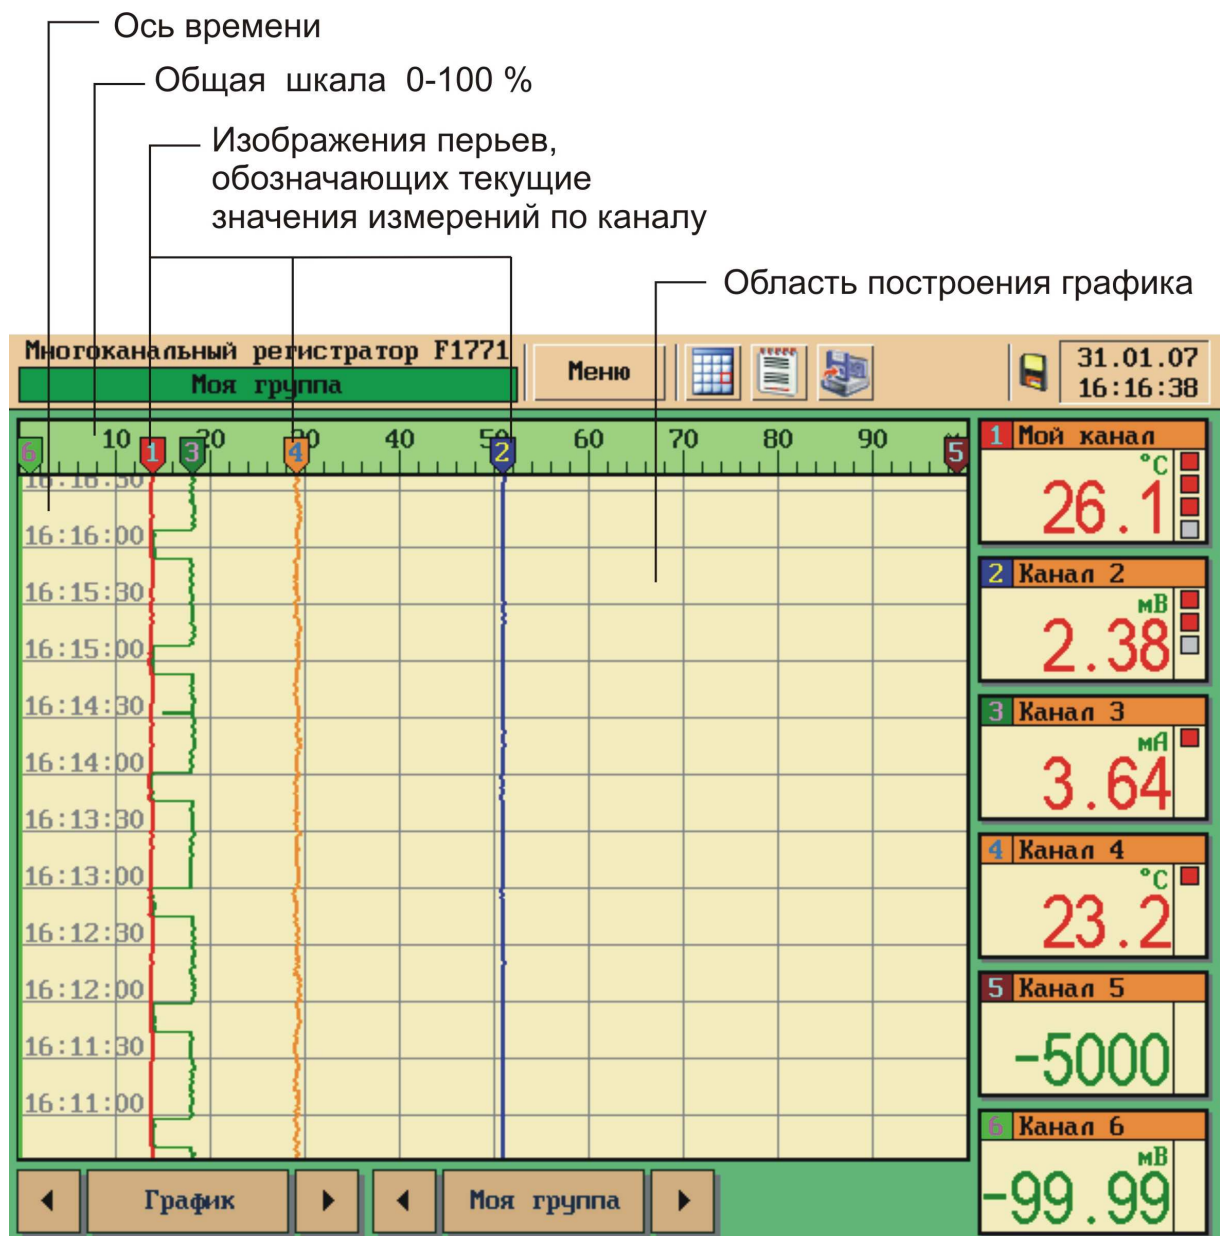 Ось времени
Общая шкала 0-100 %
Изображения перьев,
обозначающих текущие
значения измерений по каналу
Область построения графика
Многоканальный регистратор F1771
Моя группа
Меню
31.01.07
16:16:38
10 20 30 40 50 60 70 80 90 %
6 1 3 4 2 5
16:16:30
16:16:00
16:15:30
16:15:00
16:14:30
16:14:00
16:13:30
16:13:00
16:12:30
16:12:00
16:11:30
16:11:00
1 Мой канал
°C
26.1
2 Канал 2
мВ
2.38
3 Канал 3
мА
3.64
4 Канал 4
°C
23.2
5 Канал 5
-5000
6 Канал 6
мВ
-99.99
График
Моя группа